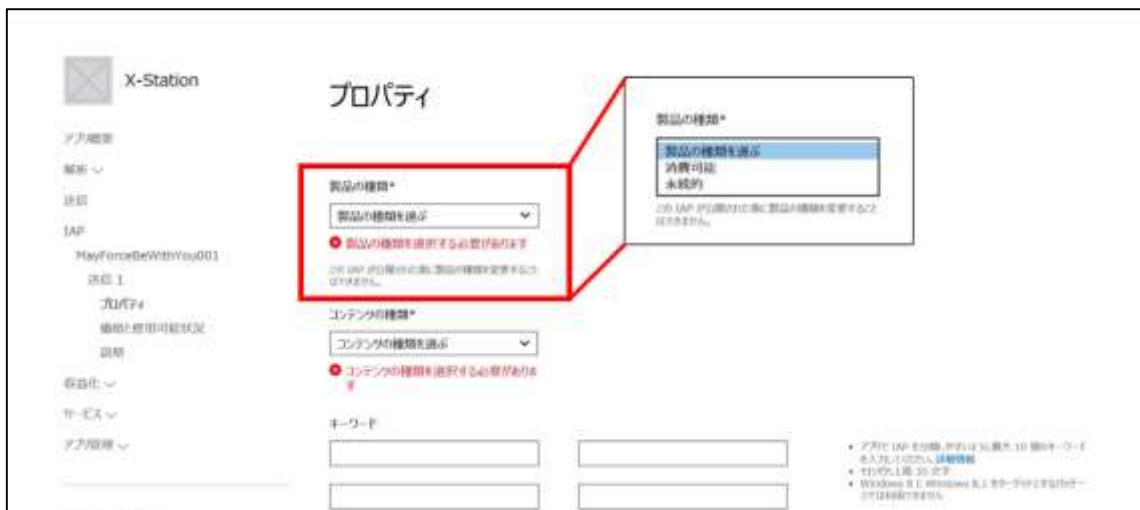 X-Station
プロパティ
アプリ概要
解析
送信
IAP
MayForceBeWithYou001
送信 1
プロパティ
価格と使用可能状況
説明
収益化
サービス
アプリ管理
製品の種類*
製品の種類を選ぶ
製品の種類を選択する必要があります
この IAP が公開された後に製品の種類を変更するこ
とはできません。
コンテンツの種類*
コンテンツの種類を選ぶ
コンテンツの種類を選択する必要がありま
す
キーワード
製品の種類*
製品の種類を選ぶ
消費可能
永続的
この IAP が公開された後に製品の種類を変更すること
はできません。
詳細情報